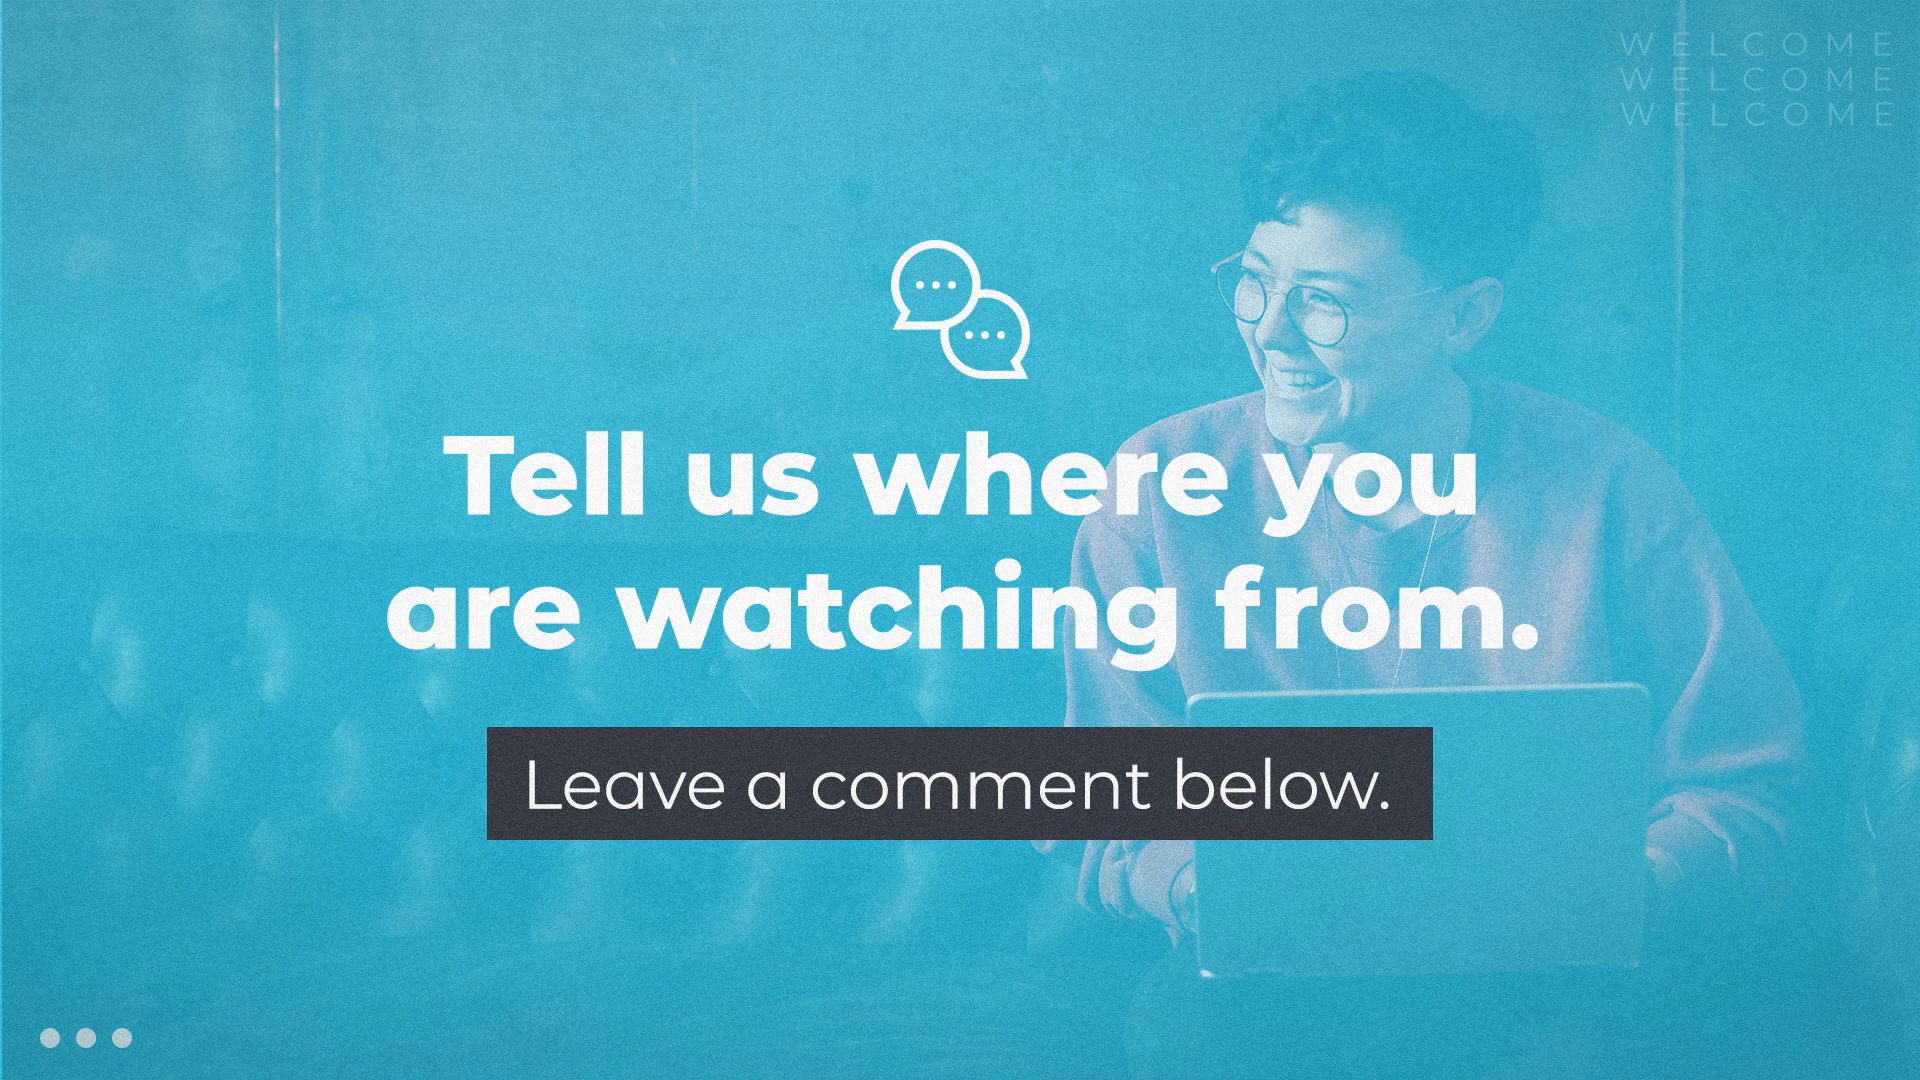 WELCOME
WELCOME
WELCOME
Tell us where you
are watching from.
Leave a comment below.